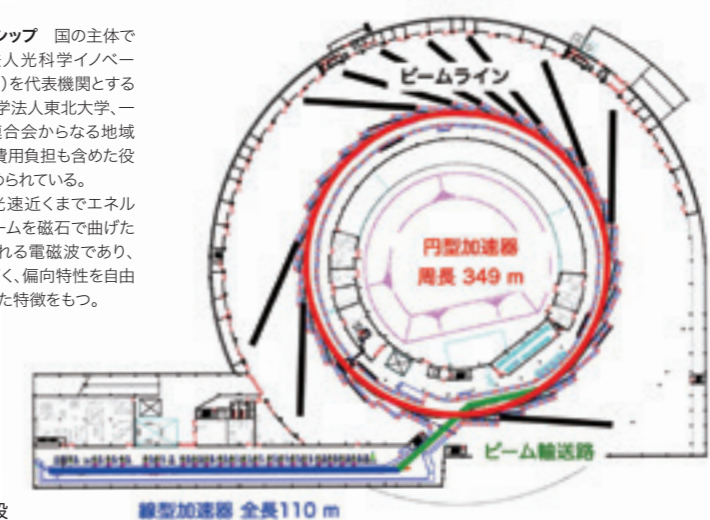 ップ 国の主体で
人光科学イノベー
)を代表機関とする
学法人東北大学、一
連合会からなる地域
費用負担も含めた役
められている。
光速近くまでエネル
ームを磁石で曲げた
れる電磁波であり、
く、偏向特性を自由
た特徴をもつ。
ビームライン
円型加速器
周長 349 m
ビーム輸送路
線型加速器 全長110 m
設